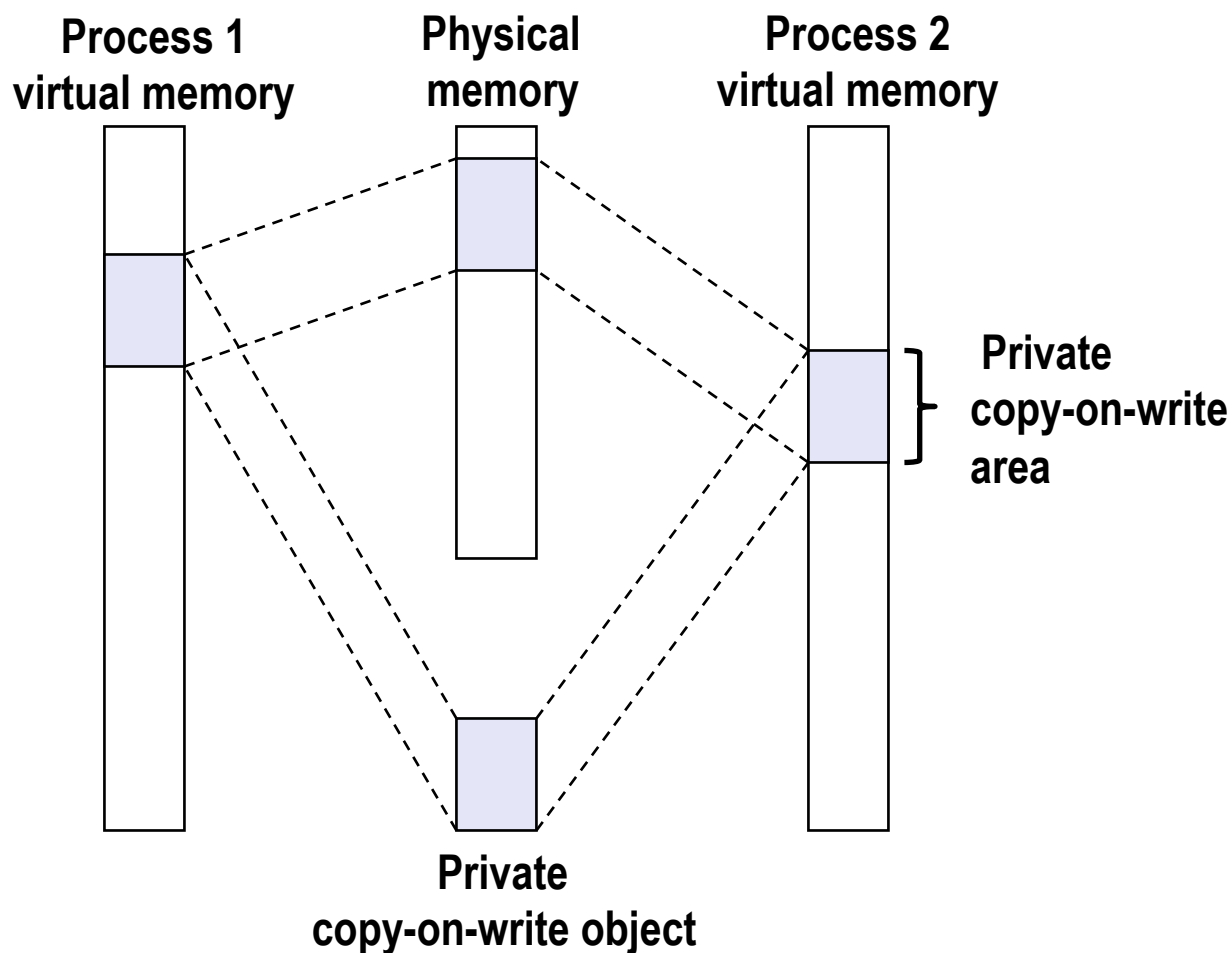 Process 1
virtual memory
Physical
memory
Process 2
virtual memory
Private
copy-on-write
area
Private
copy-on-write object